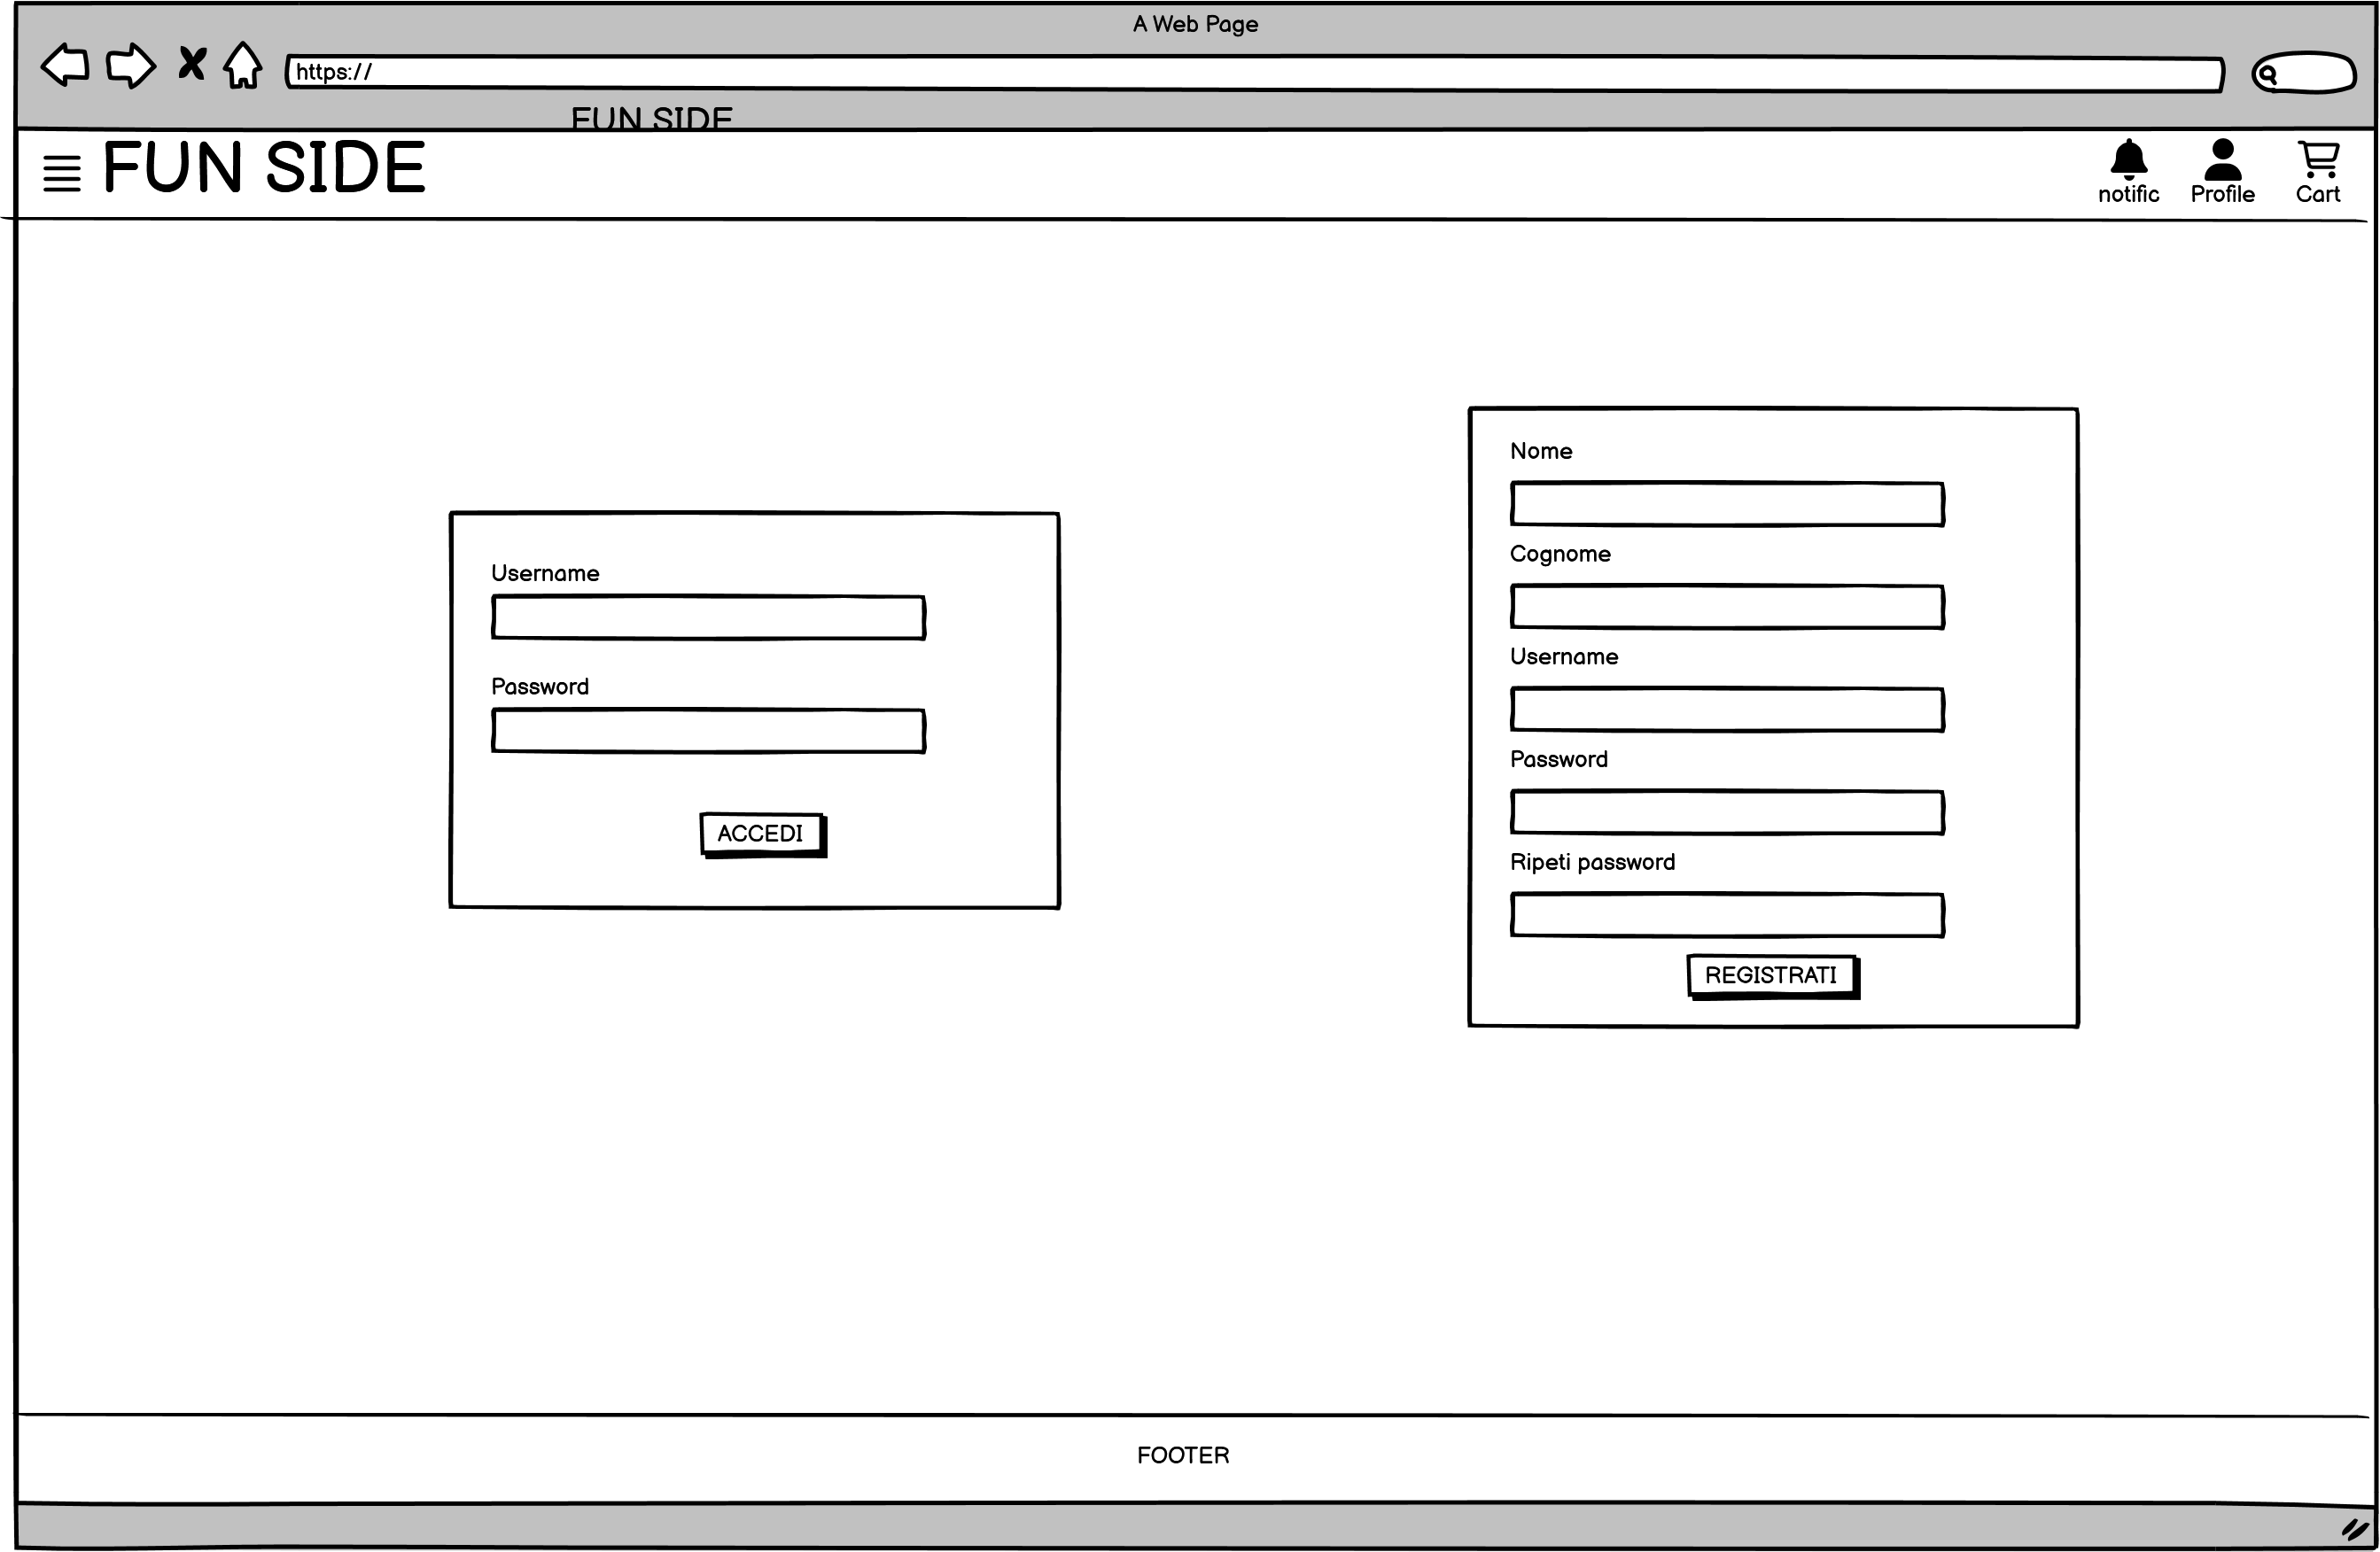 A Web Page
https://
FUN SIDE
FUN SIDE
notific
Profile
Cart
Username
Password
ACCEDI
Nome
Cognome
Username
Password
Ripeti password
REGISTRATI
FOOTER